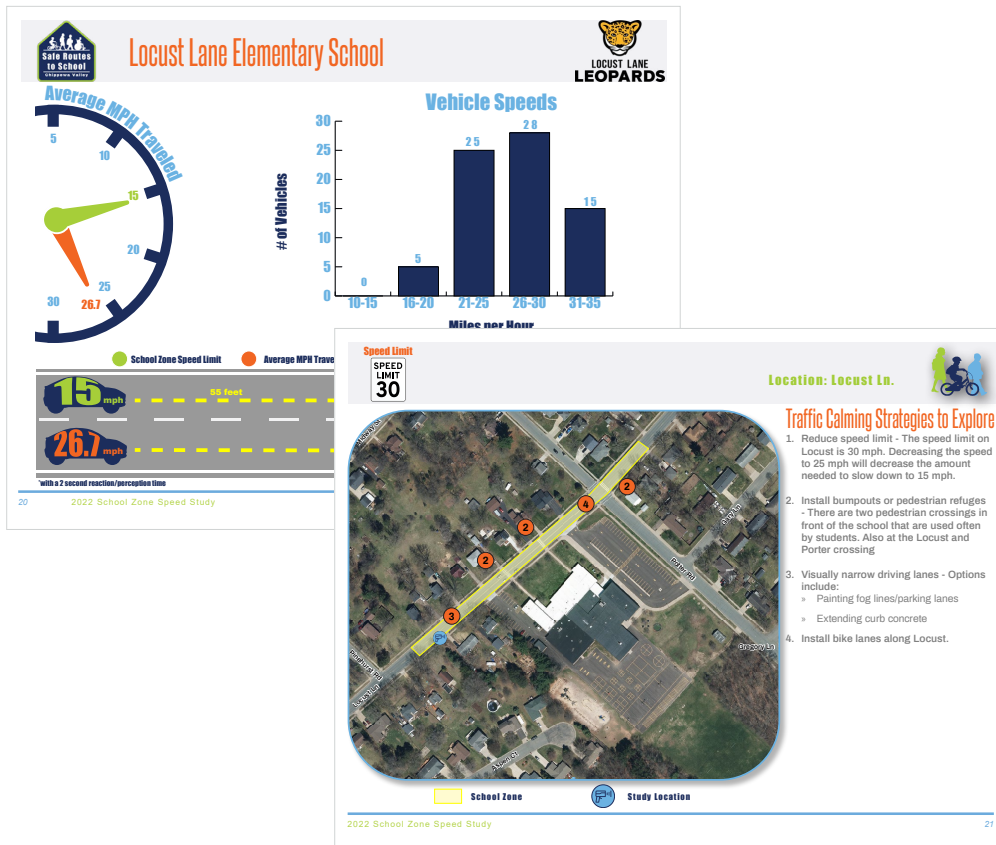 Safe Routes
to School
Chippewa Valley
Locust Lane Elementary School
LOCUST LANE
LEOPARDS
Average MPH Traveled
5
10
15
20
25
26.7
30
Vehicle Speeds
# of Vehicles
30
25
20
15
10
5
0
0
5
25
28
15
10-15 16-20 21-25 26-30 31-35
Miles per Hour
School Zone Speed Limit Average MPH Trave
15 mph
55 feet
26.7 mph
*with a 2 second reaction/perception time
20 2022 School Zone Speed Study
Speed Limit
SPEED
LIMIT
30
Location: Locust Ln.
Traffic Calming Strategies to Explore
1. Reduce speed limit - The speed limit on
Locust is 30 mph. Decreasing the speed
to 25 mph will decrease the amount
needed to slow down to 15 mph.
2. Install bumpouts or pedestrian refuges
- There are two pedestrian crossings in
front of the school that are used often
by students. Also at the Locust and
Porter crossing
3. Visually narrow driving lanes - Options
include:
» Painting fog lines/parking lanes
» Extending curb concrete
4. Install bike lanes along Locust.
2
4
2
2
3
Gregory Ln
Locust Ln
Aspen Ct
School Zone Study Location
2022 School Zone Speed Study 21